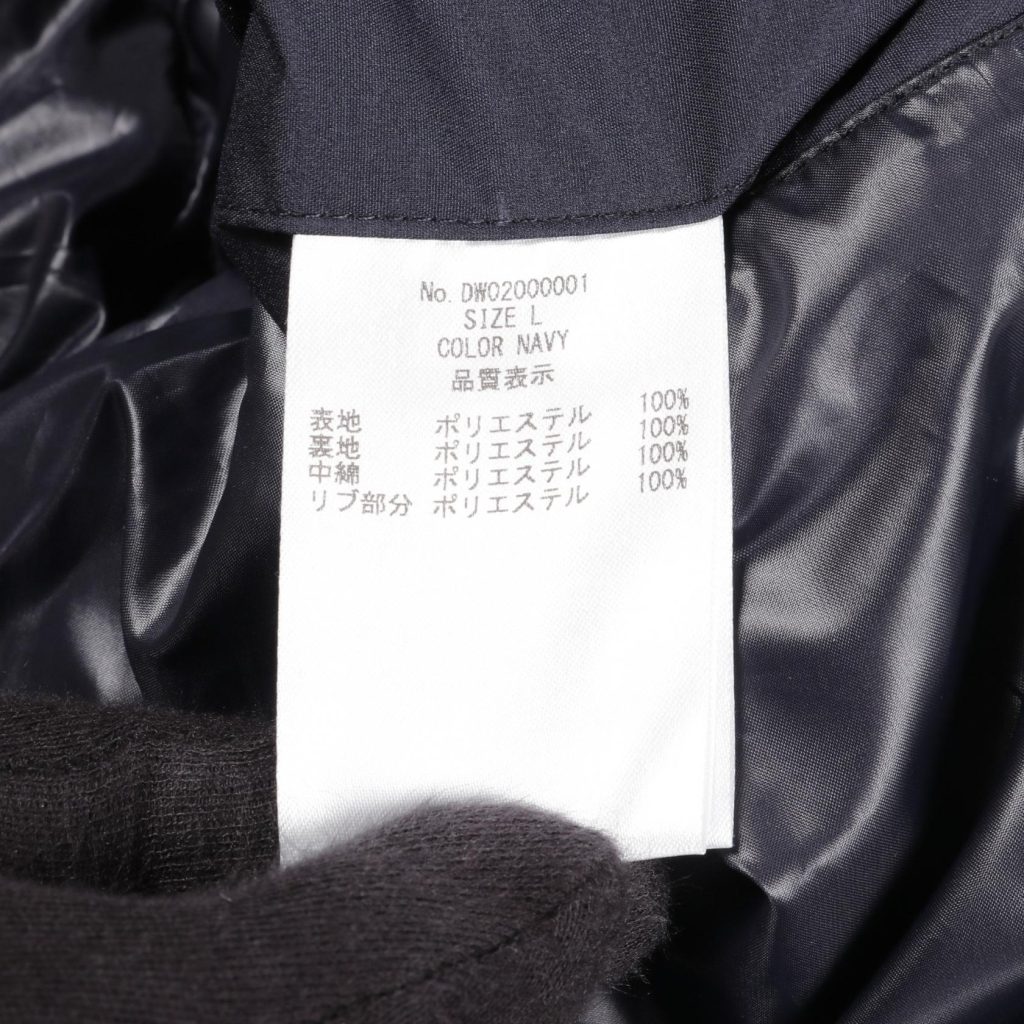 No. DW02000001
SIZE L
COLOR NAVY
品質表示
表地 ポリエステル 100%
裏地 ポリエステル 100%
中綿 ポリエステル 100%
リブ部分 ポリエステル 100%